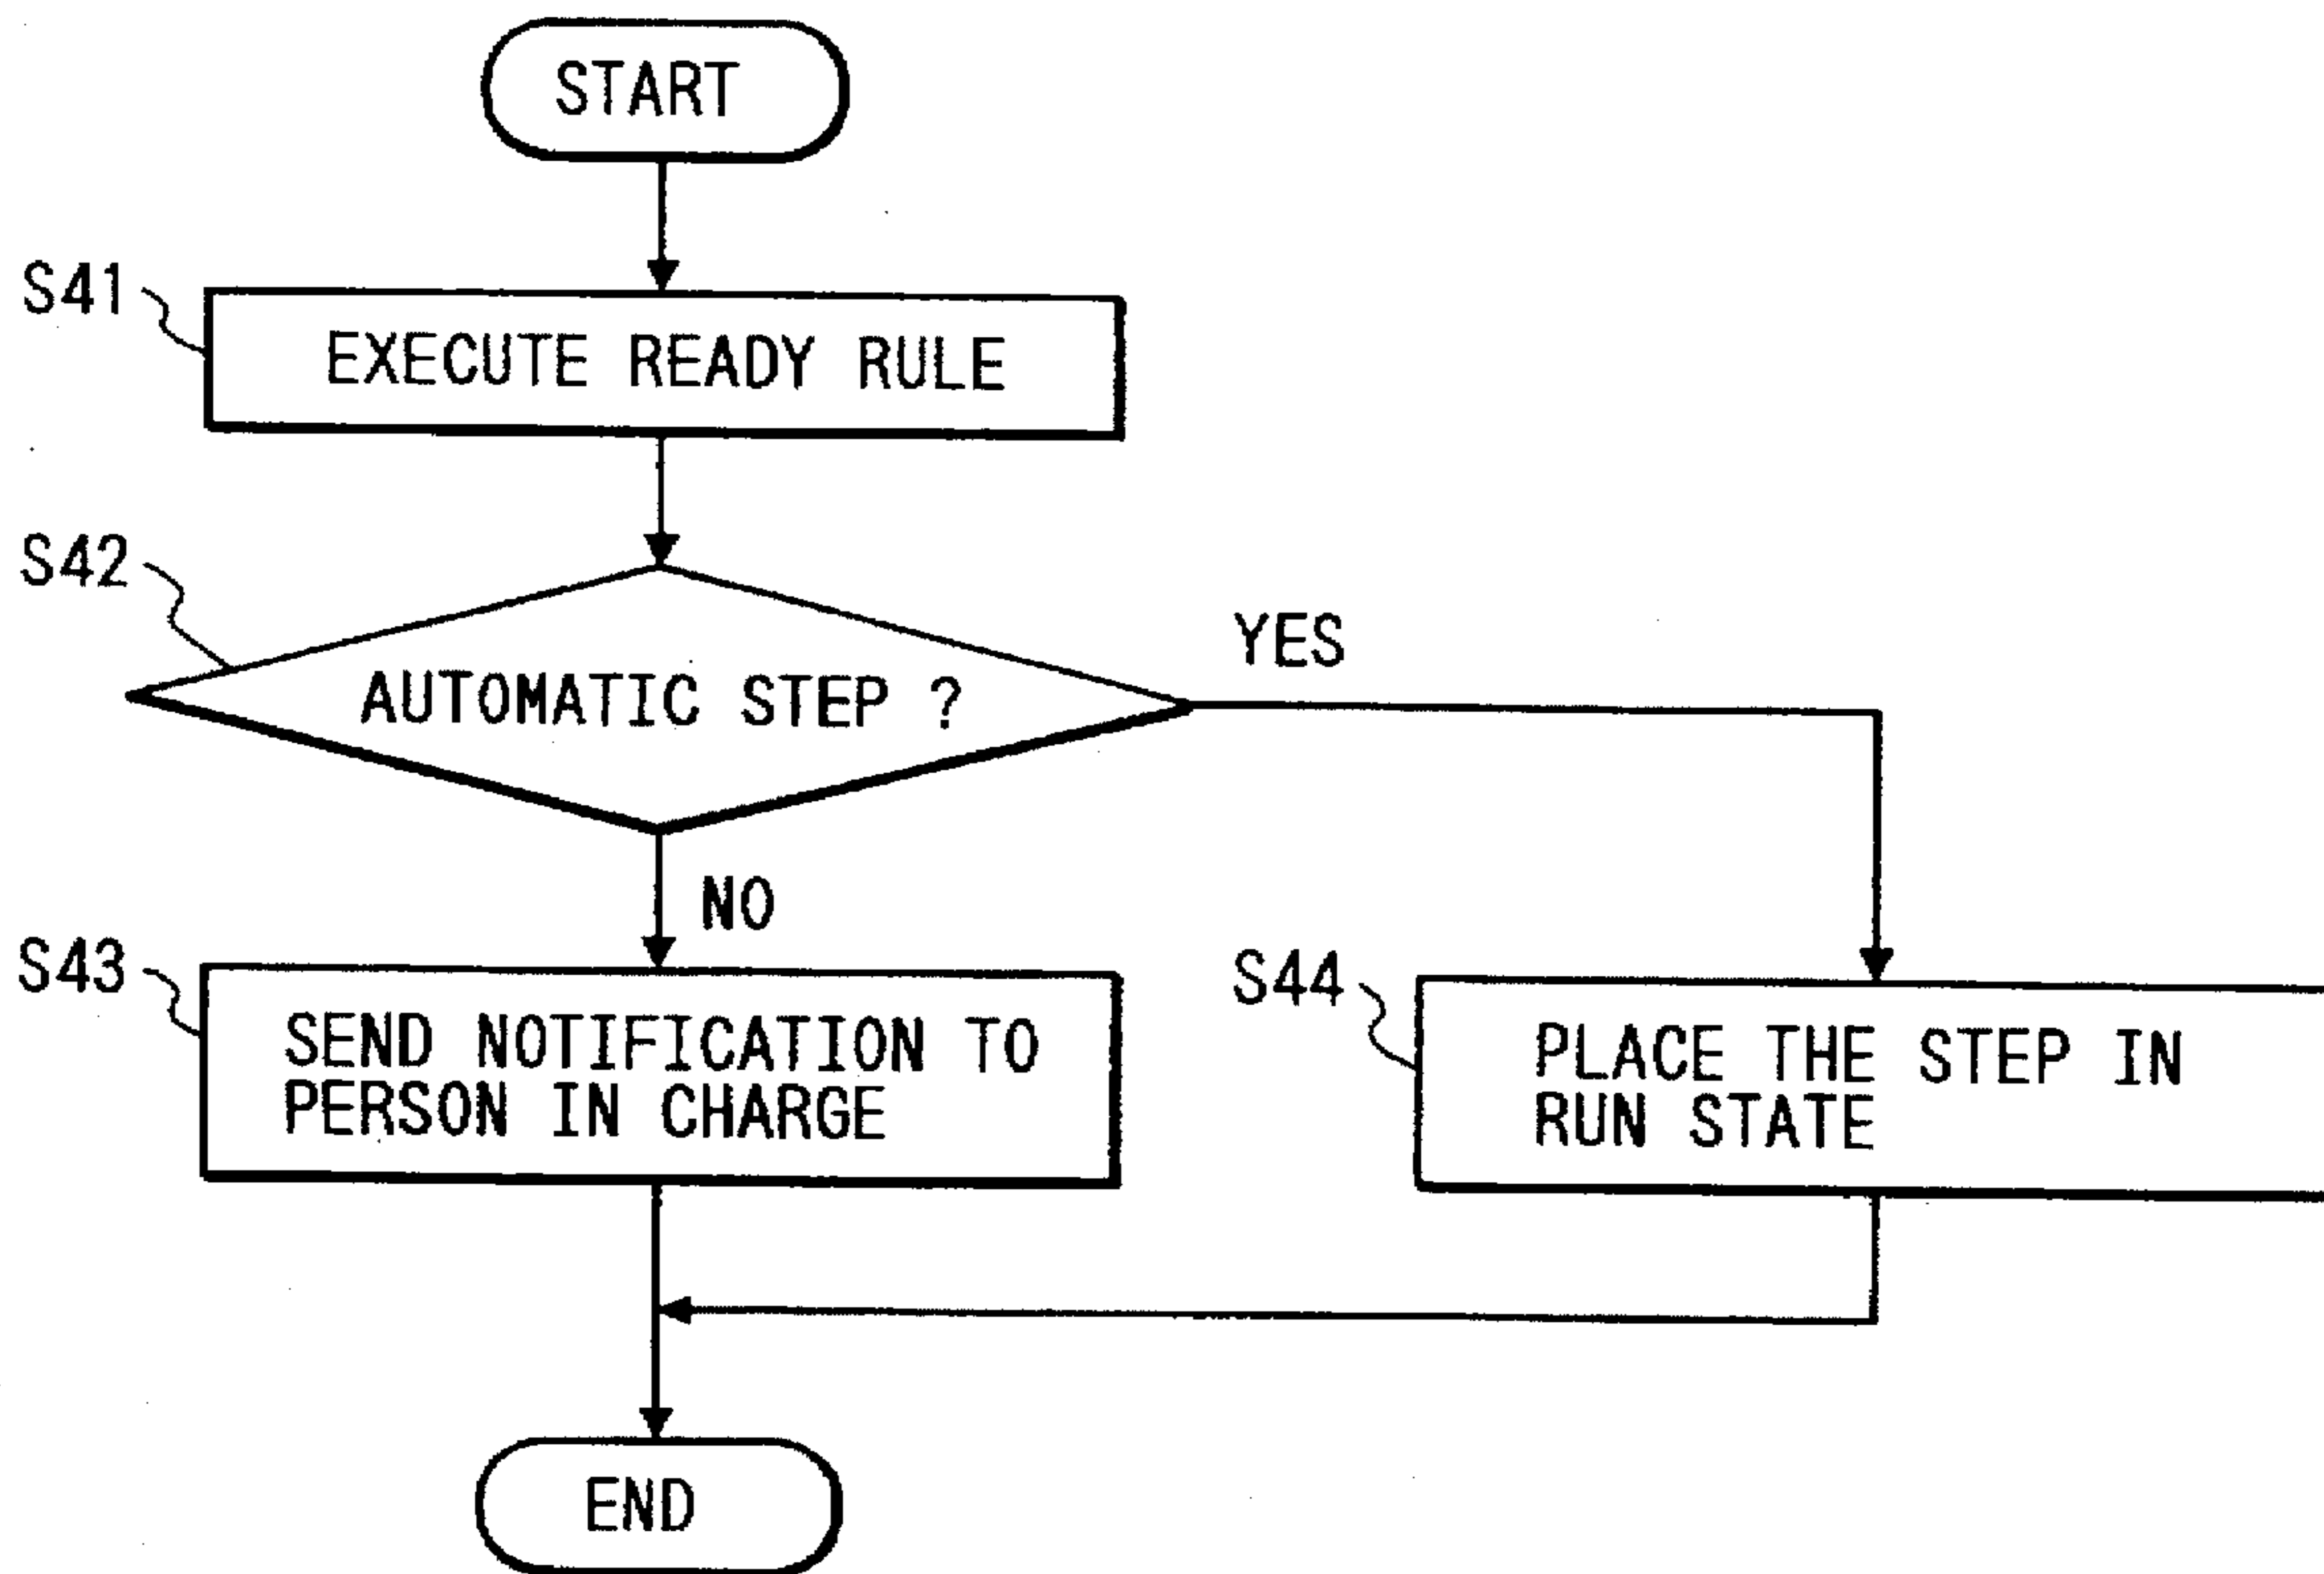 START
S41
EXECUTE READY RULE
S42
AUTOMATIC STEP ?
YES
NO
S43
SEND NOTIFICATION TO
PERSON IN CHARGE
S44
PLACE THE STEP IN
RUN STATE
END